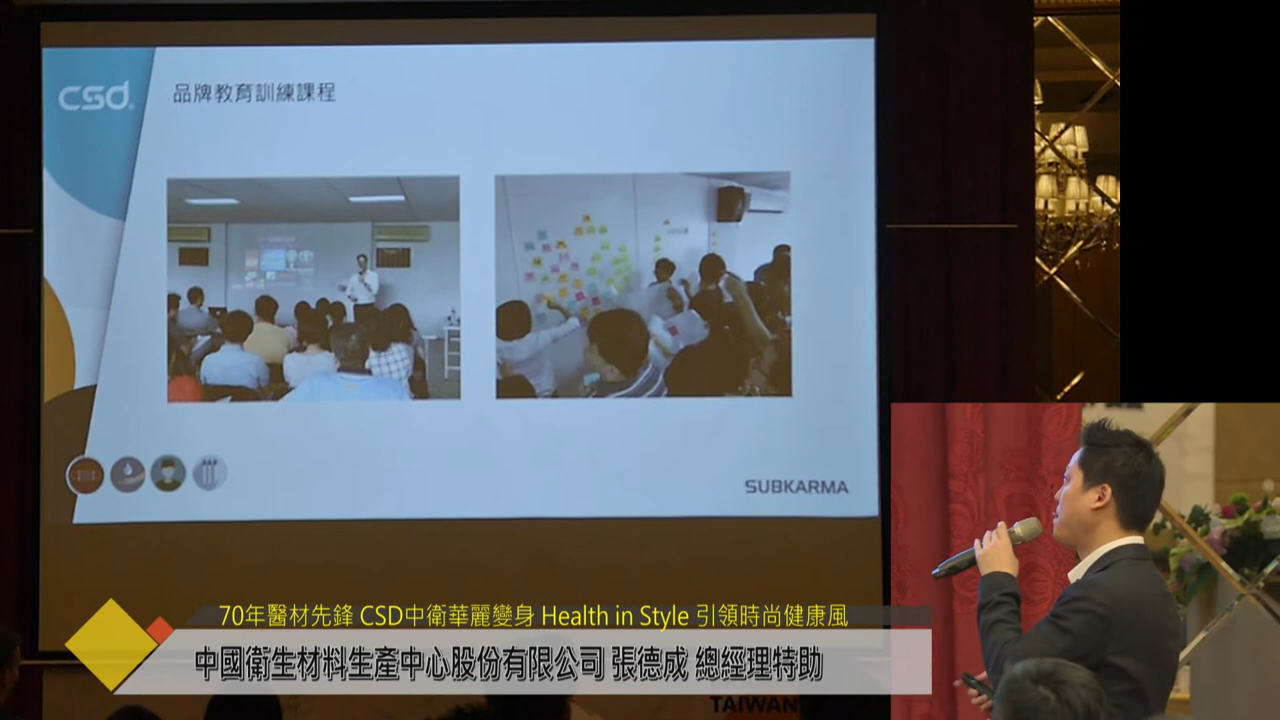 csd
品牌教育訓練課程
SUBKARMA
70年醫材先鋒 CSD中衛華麗變身 Health in Style 引領時尚健康風
中國衛生材料生產中心股份有限公司 張德成 總經理特助
TAIWAN